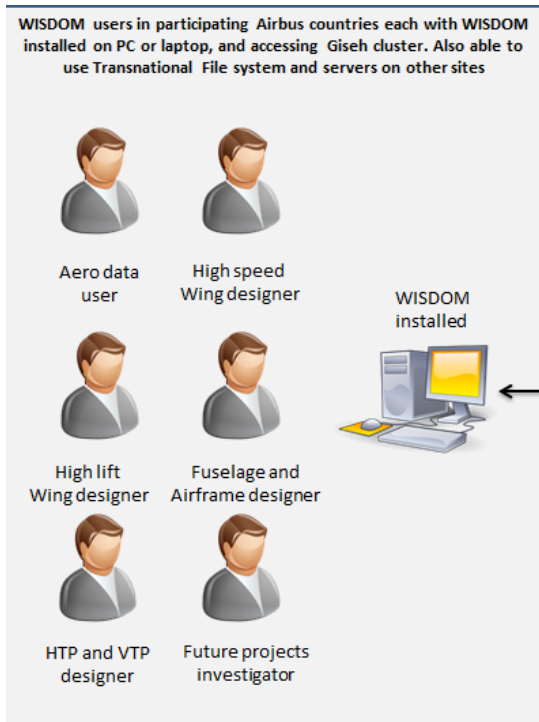 WISDOM users in participating Airbus countries each with WISDOM
installed on PC or laptop, and accessing Giseh cluster. Also able to
use Transnational File system and servers on other sites
Aero data
user
High speed
Wing designer
WISDOM
installed
High lift
Wing designer
Fuselage and
Airframe designer
HTP and VTP
designer
Future projects
investigator